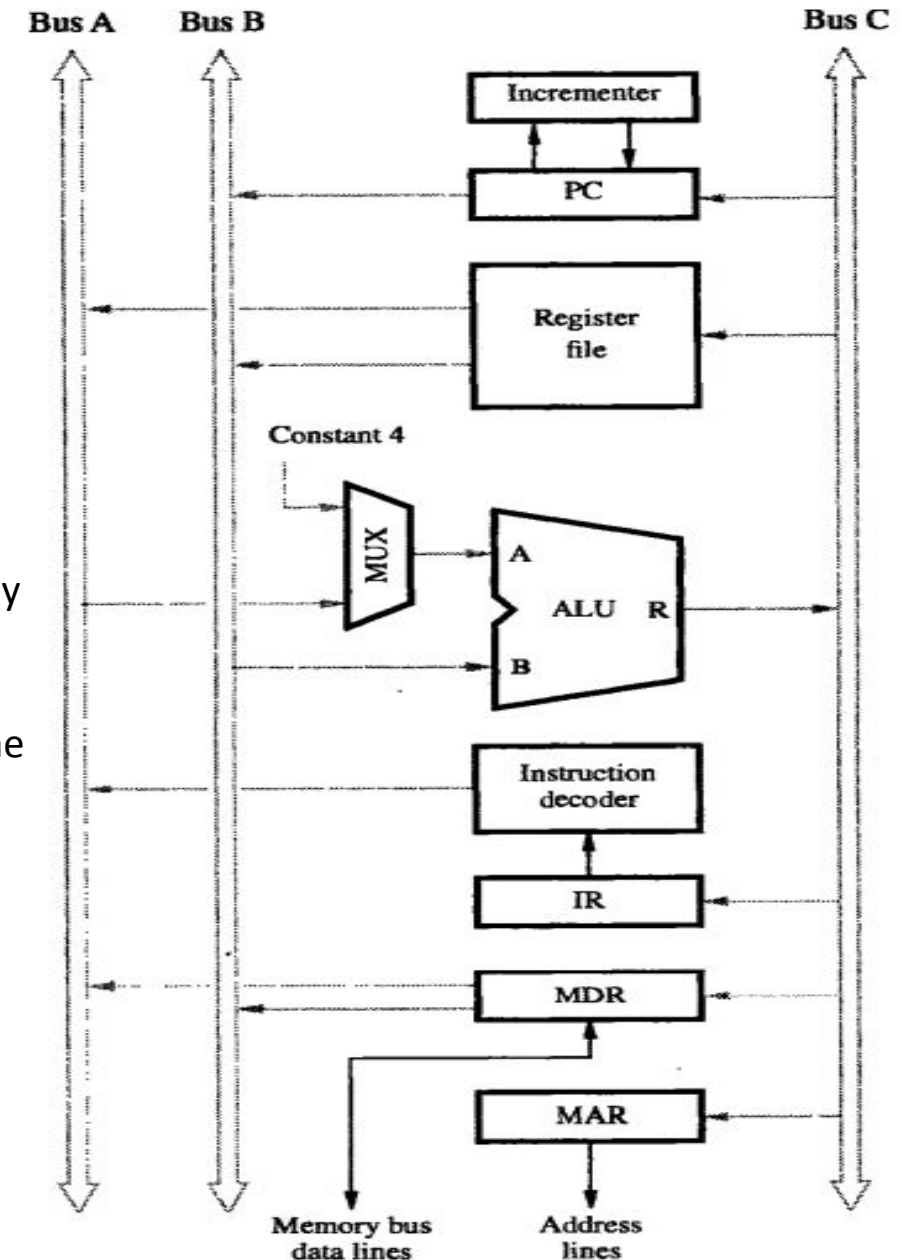 Bus A
Bus B
Bus C
Incrementer
PC
Register
file
Constant 4
MUX
A
ALU
R
B
Instruction
decoder
IR
MDR
MAR
Memory bus
data lines
Address
lines